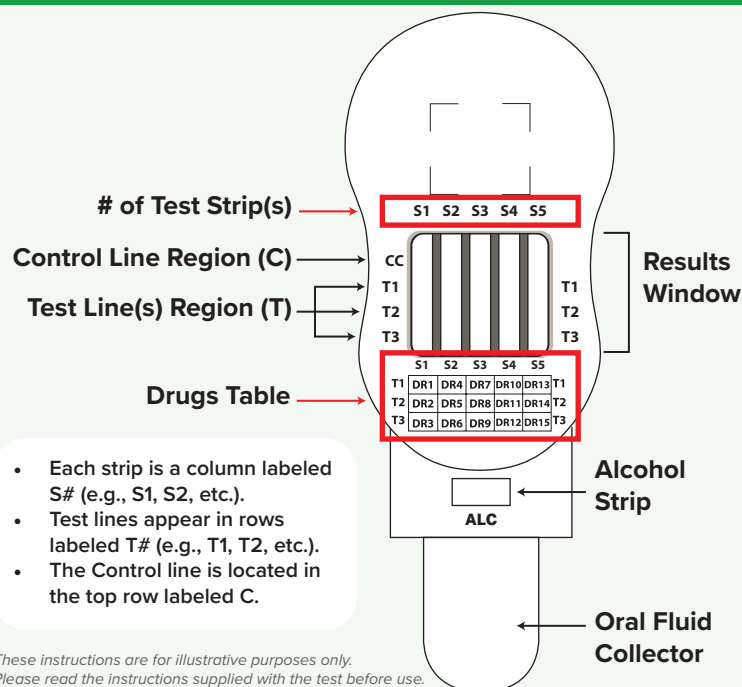 # of Test Strip(s)
S1 S2 S3 S4 S5
Control Line Region (C)
CC
Results
Window
T1 T1
Test Line(s) Region (T)
T2 T2
T3 T3
S1 S2 S3 S4 S5
Drugs Table
T1 DR1 DR4 DR7 DR10 DR13 T1
T2 DR2 DR5 DR8 DR11 DR14 T2
T3 DR3 DR6 DR9 DR12 DR15 T3
• Each strip is a column labeled
S# (e.g., S1, S2, etc.).
• Test lines appear in rows
labeled T# (e.g., T1, T2, etc.).
• The Control line is located in
the top row labeled C.
Alcohol
Strip
ALC
Oral Fluid
Collector
These instructions are for illustrative purposes only.
Please read the instructions supplied with the test before use.